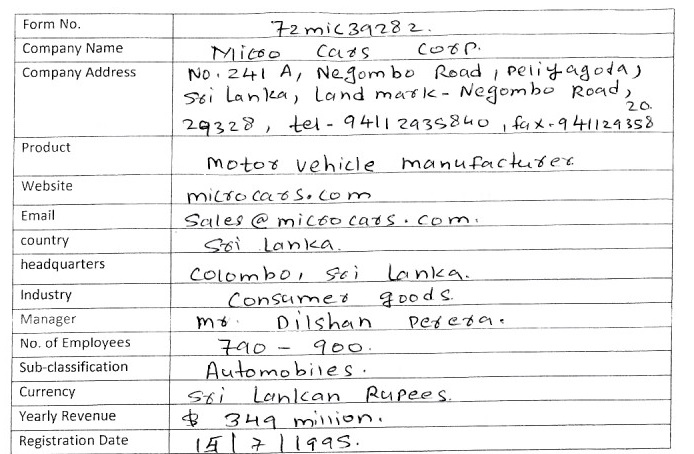 Form No. 72mic39282.
Company Name Micro Cars Corp.
Company Address No. 241 A, Negombo Road, peliyagoda,
Sri Lanka, Land mark - Negombo Road,
20.
29328, tel - 94112935840, fax - 941129358
Product Motor vehicle manufacturer
Website microcars.com
Email Sales@microcars.com.
country Sri Lanka.
headquarters Colombo, Sri Lanka.
Industry Consumer goods.
Manager Mr. Dilshan Perera.
No. of Employees 790 - 900.
Sub-classification Automobiles.
Currency Sri Lankan Rupees.
Yearly Revenue $ 349 million.
Registration Date 15/7/1995.